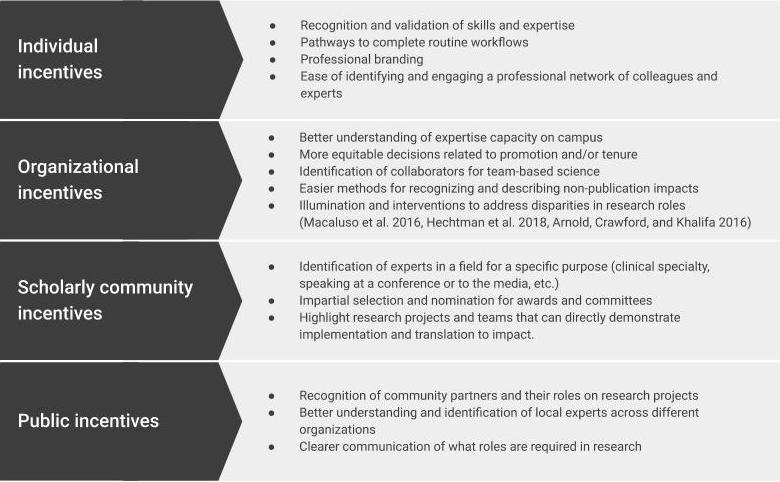 Individual
incentives
● Recognition and validation of skills and expertise
● Pathways to complete routine workflows
● Professional branding
● Ease of identifying and engaging a professional network of colleagues and
experts
Organizational
incentives
● Better understanding of expertise capacity on campus
● More equitable decisions related to promotion and/or tenure
● Identification of collaborators for team-based science
● Easier methods for recognizing and describing non-publication impacts
● Illumination and interventions to address disparities in research roles
(Macaluso et al. 2016, Hechtman et al. 2018, Arnold, Crawford, and Khalifa 2016)
Scholarly community
incentives
● Identification of experts in a field for a specific purpose (clinical specialty,
speaking at a conference or to the media, etc.)
● Impartial selection and nomination for awards and committees
● Highlight research projects and teams that can directly demonstrate
implementation and translation to impact.
Public incentives
● Recognition of community partners and their roles on research projects
● Better understanding and identification of local experts across different
organizations
● Clearer communication of what roles are required in research